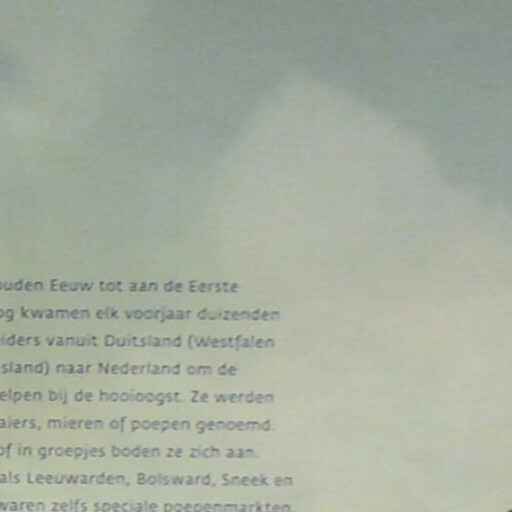 ouden Eeuw tot aan de Eerste
og kwamen elk voorjaar duizenden
eiders vanuit Duitsland (Westfalen
sland) naar Nederland om de
elpen bij de hooioogst. Ze werden
aiers, mieren of poepen genoemd.
of in groepjes boden ze zich aan.
als Leeuwarden, Bolsward, Sneek en
waren zelfs speciale poepenmarkten.